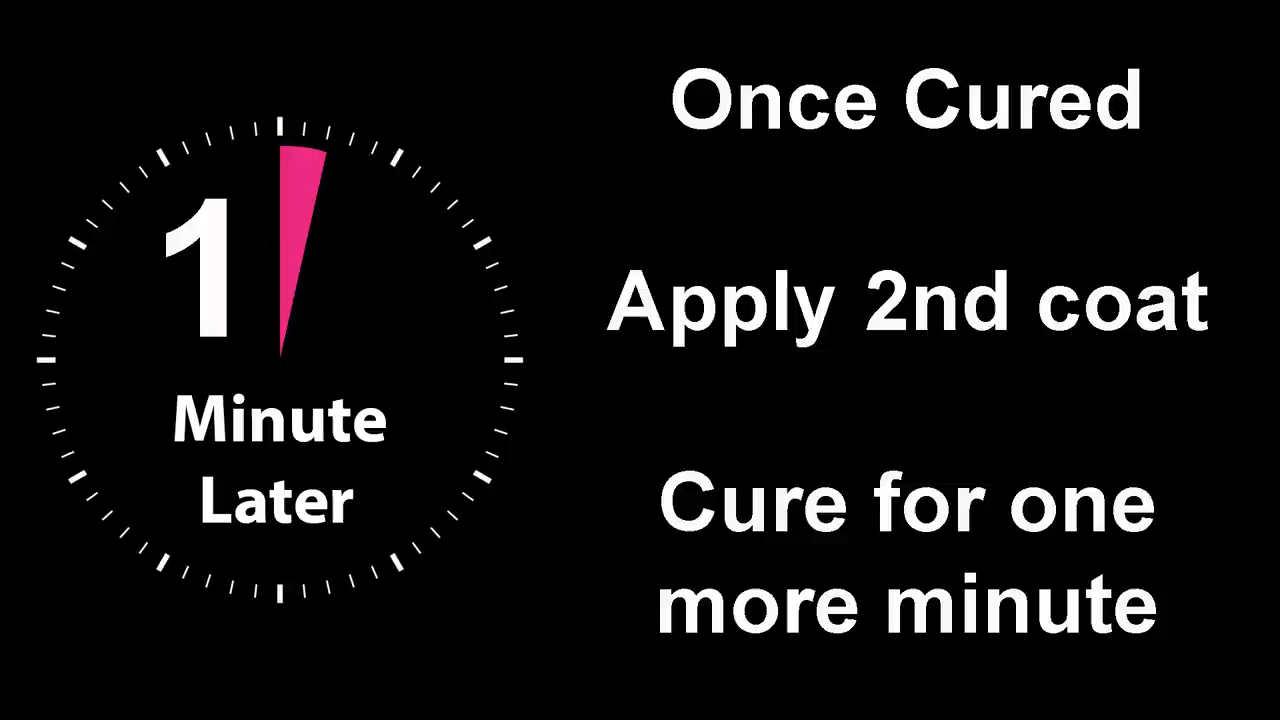 1
Minute
Later
Once Cured
Apply 2nd coat
Cure for one
more minute